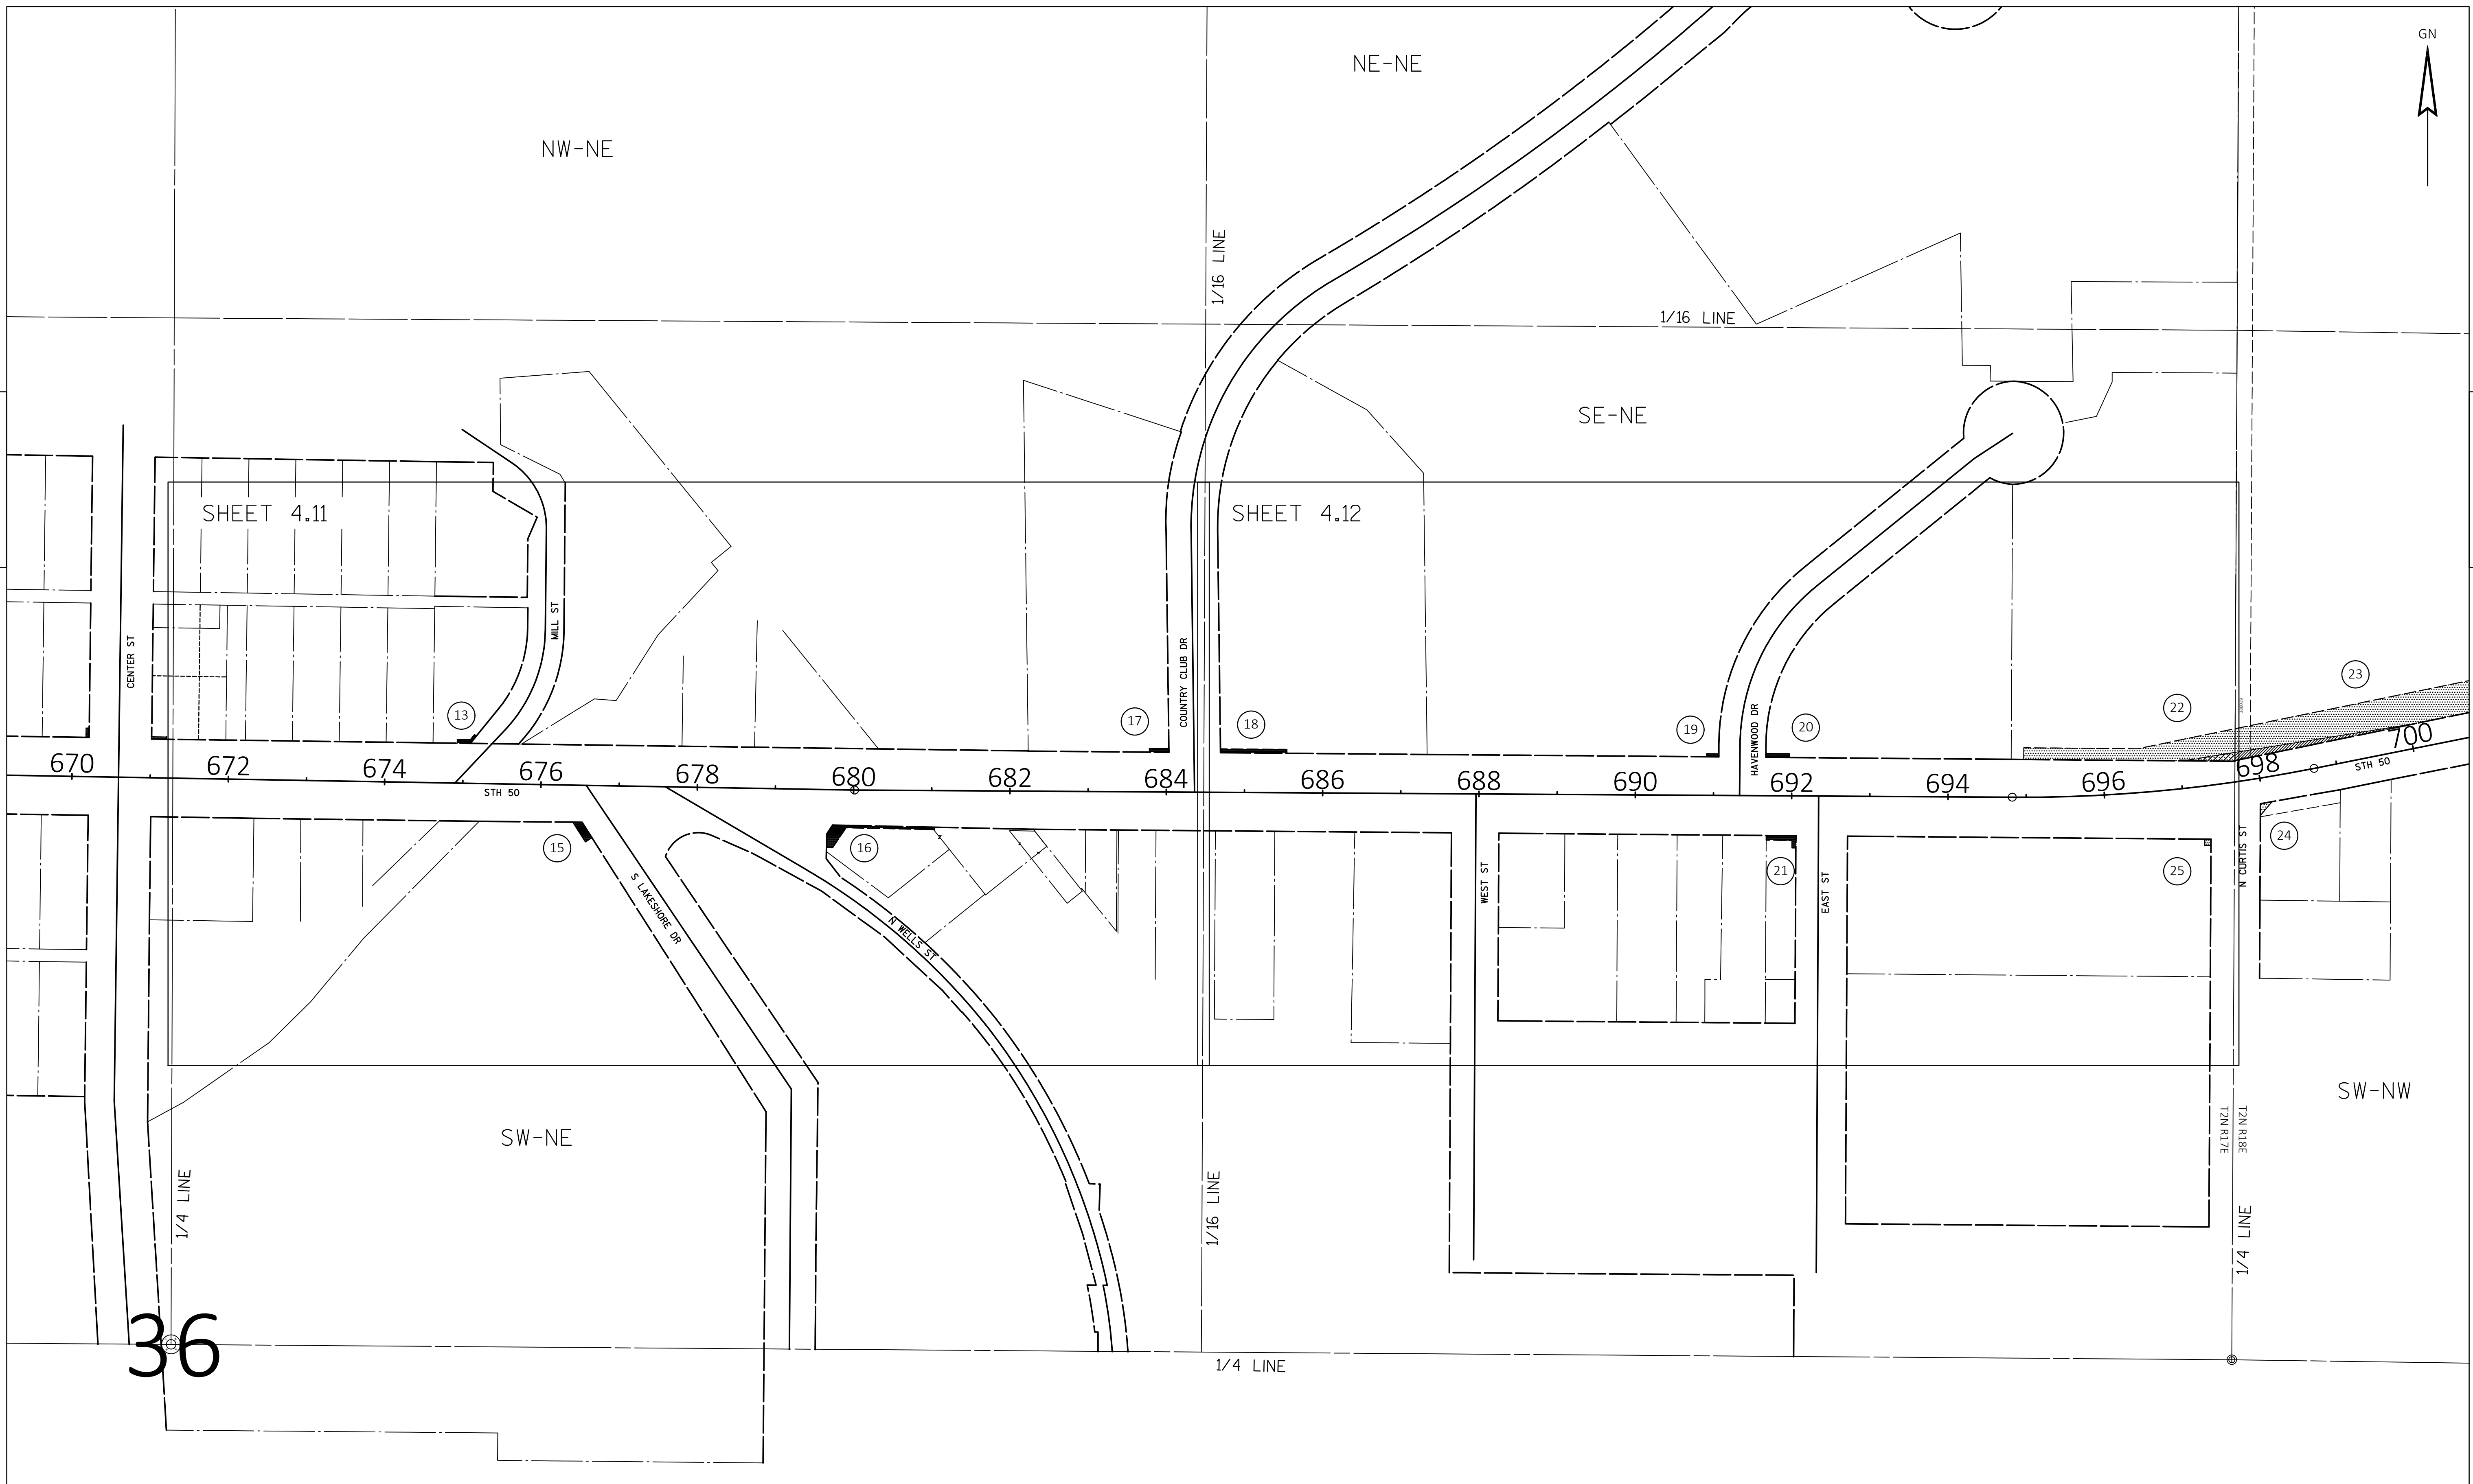 GN
NE-NE
NW-NE
1/16 LINE
1/16 LINE
SE-NE
SHEET 4.11
SHEET 4.12
CENTER ST
MILL ST
COUNTRY CLUB DR
HAVENWOOD DR
13
17
18
19
20
22
23
670
672
674
676
678
680
682
684
686
688
690
692
694
696
698
700
STH 50
STH 50
15
16
21
25
24
S LAKESHORE DR
N WELLS ST
WEST ST
EAST ST
N CURTIS ST
SW-NW
SW-NE
T2N R17E
T2N R18E
1/4 LINE
1/16 LINE
1/4 LINE
36
1/4 LINE